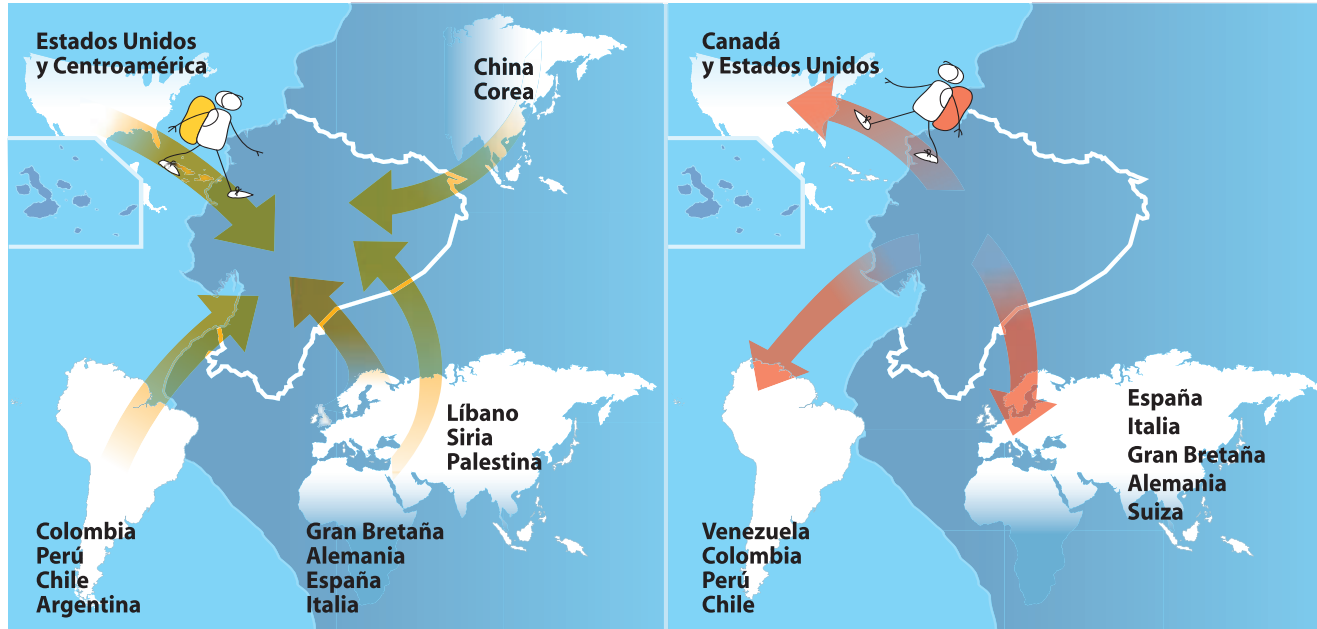 Estados Unidos
y Centroamérica
China
Corea
Líbano
Siria
Palestina
Colombia
Perú
Chile
Argentina
Gran Bretaña
Alemania
España
Italia
Canadá
y Estados Unidos
España
Italia
Gran Bretaña
Alemania
Suiza
Venezuela
Colombia
Perú
Chile